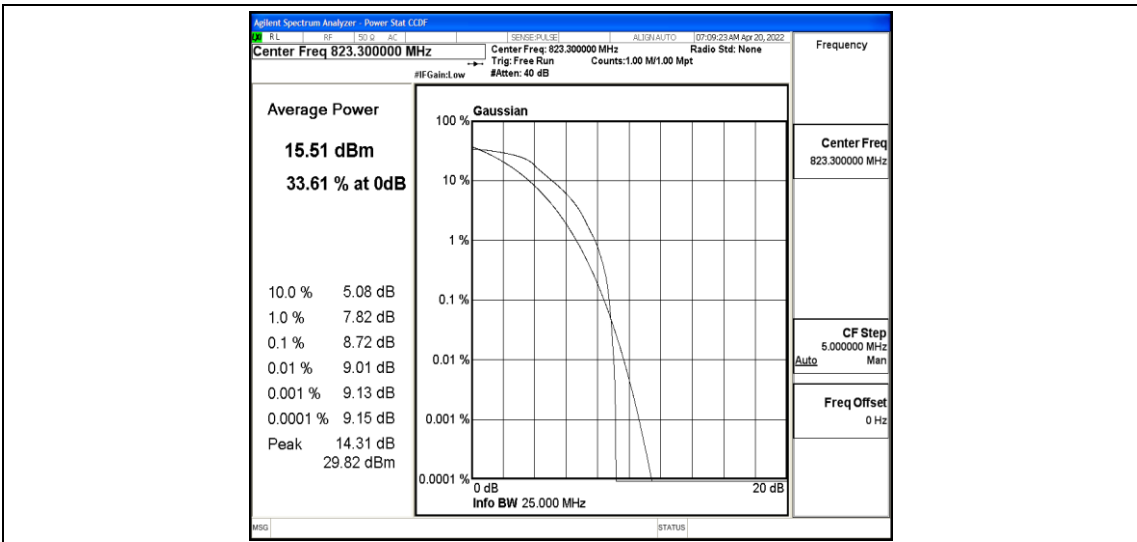 Agilent Spectrum Analyzer - Power Stat CCDF
RL RF 50 Ω AC SENSE:PULSE ALIGN AUTO 07:09:23 AM Apr 20, 2022
Center Freq 823.300000 MHz
Center Freq: 823.300000 MHz Radio Std: None
Trig: Free Run Counts:1.00 M/1.00 Mpt
#IFGain:Low #Atten: 40 dB
Frequency
Average Power
15.51 dBm
33.61 % at 0dB
10.0 % 5.08 dB
1.0 % 7.82 dB
0.1 % 8.72 dB
0.01 % 9.01 dB
0.001 % 9.13 dB
0.0001 % 9.15 dB
Peak 14.31 dB
29.82 dBm
Gaussian
100 %
10 %
1 %
0.1 %
0.01 %
0.001 %
0.0001 %
0 dB 20 dB
Info BW 25.000 MHz
Center Freq
823.300000 MHz
CF Step
5.000000 MHz
Auto Man
Freq Offset
0 Hz
MSG STATUS